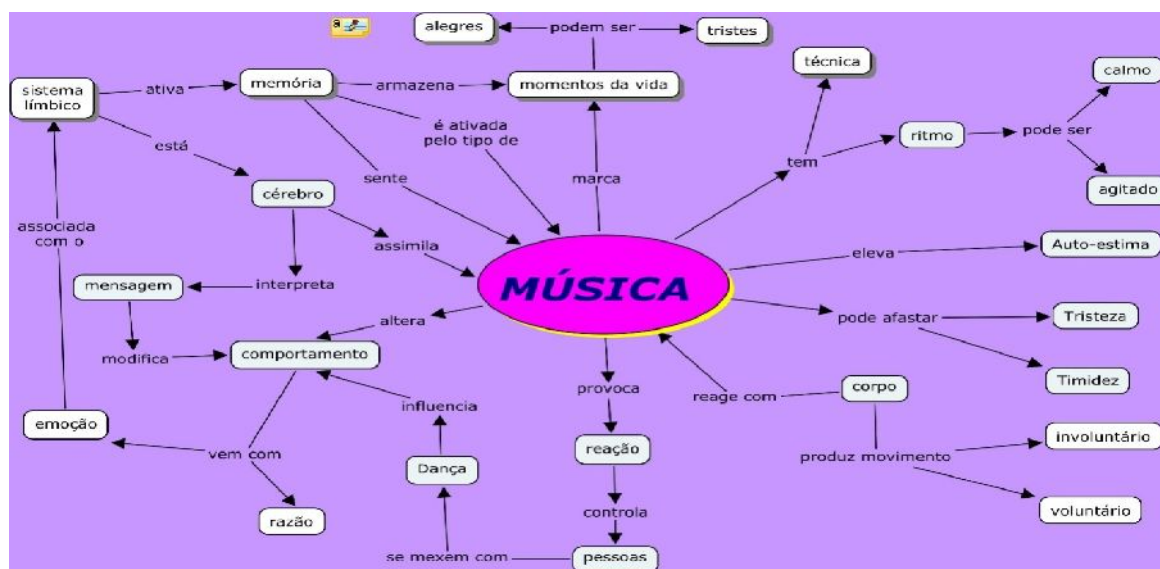 alegres
podem ser
tristes
sistema
límbico
ativa
memória
armazena
momentos da vida
técnica
calmo
é ativada
pelo tipo de
ritmo
pode ser
está
tem
sente
marca
agitado
cérebro
associada
com o
assimila
eleva
Auto-estima
mensagem
interpreta
MÚSICA
altera
pode afastar
Tristeza
modifica
comportamento
provoca
reage com
corpo
Timidez
influencia
emoção
vem com
Dança
reação
produz movimento
involuntário
razão
controla
voluntário
se mexem com
pessoas